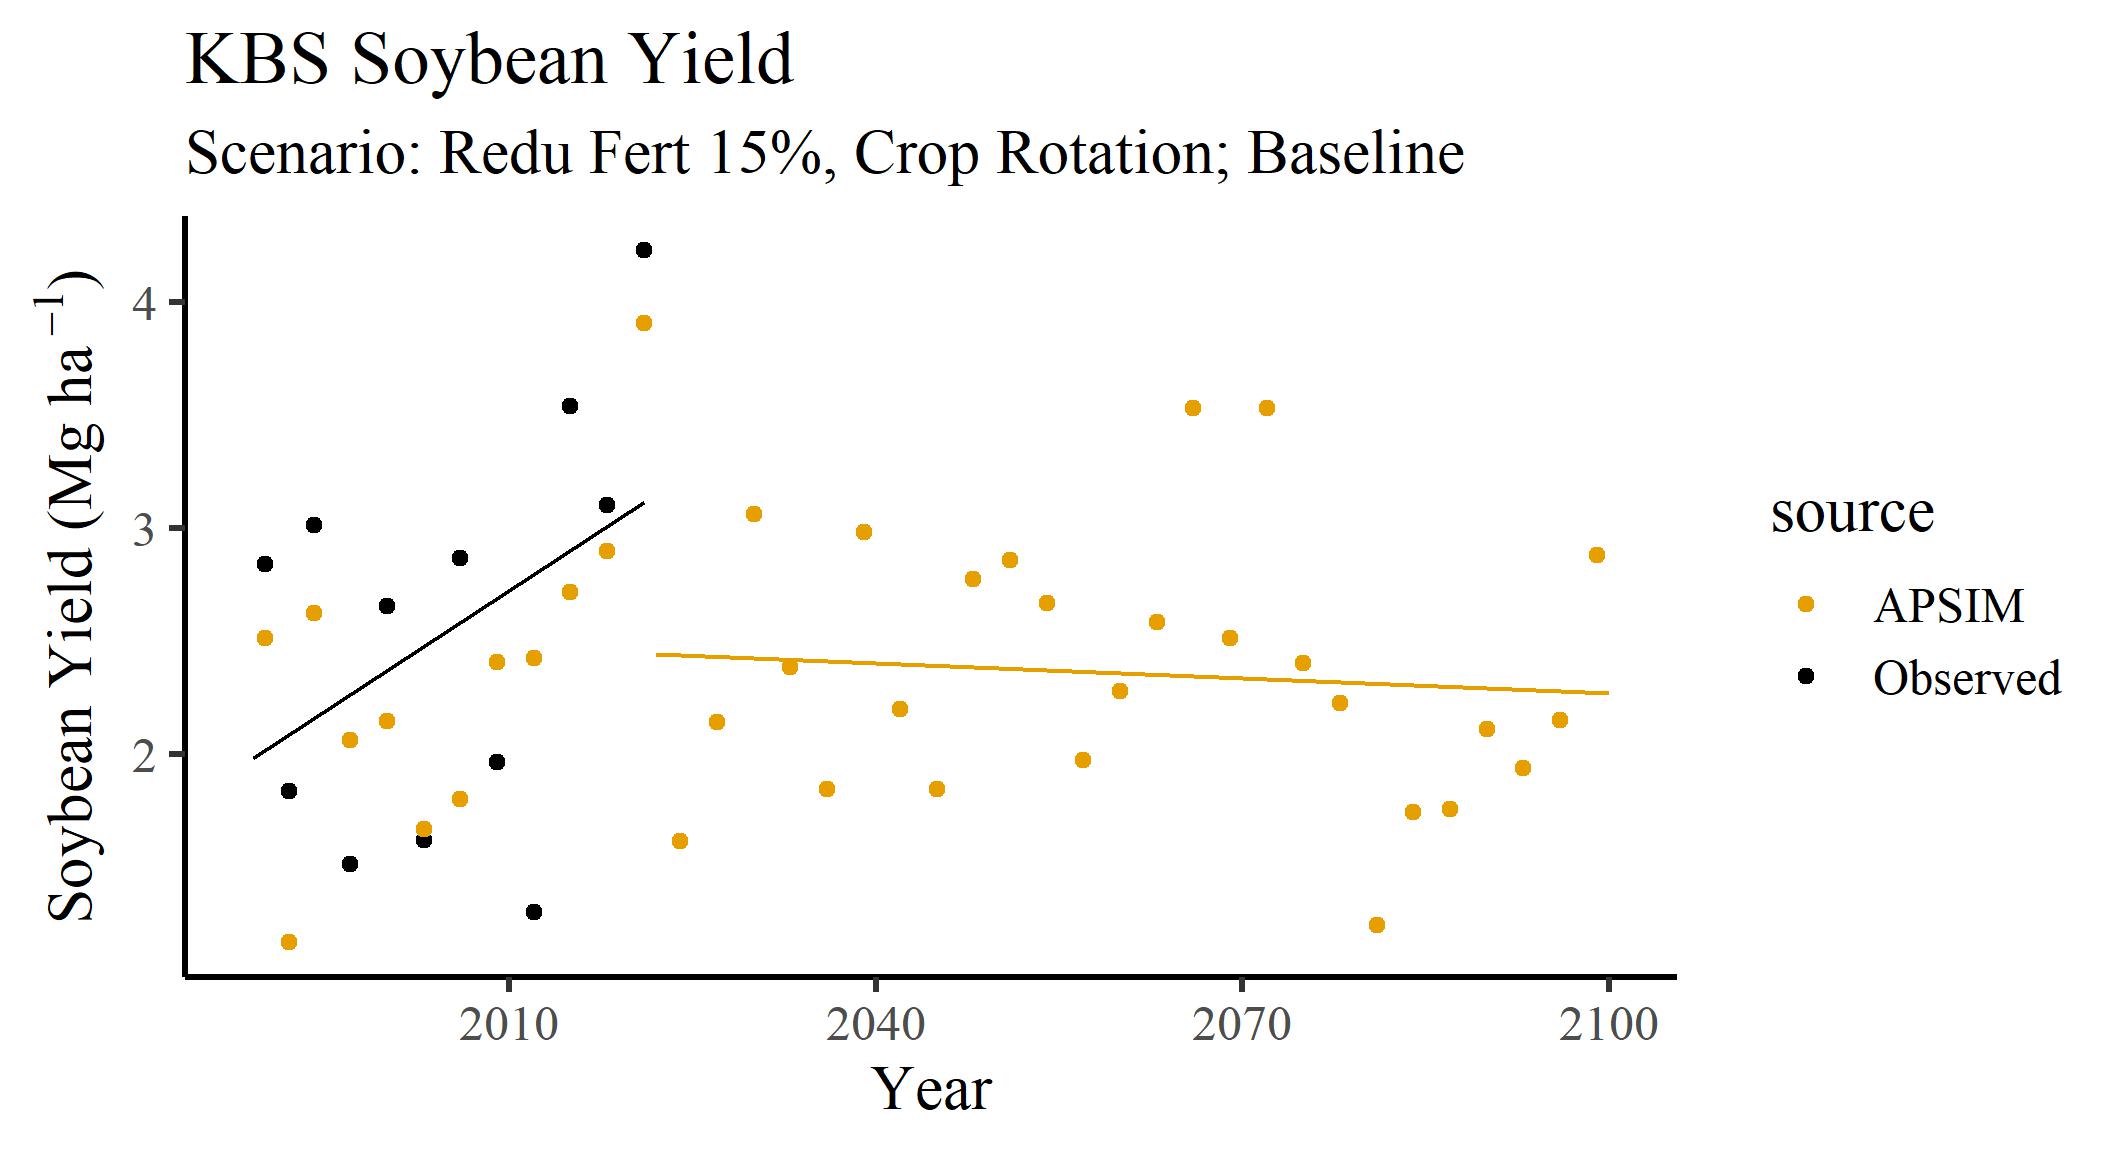 KBS Soybean Yield
Scenario: Redu Fert 15%, Crop Rotation; Baseline
Soybean Yield (Mg ha −1)
4
3
2
2010
2040
2070
2100
Year
source
APSIM
Observed